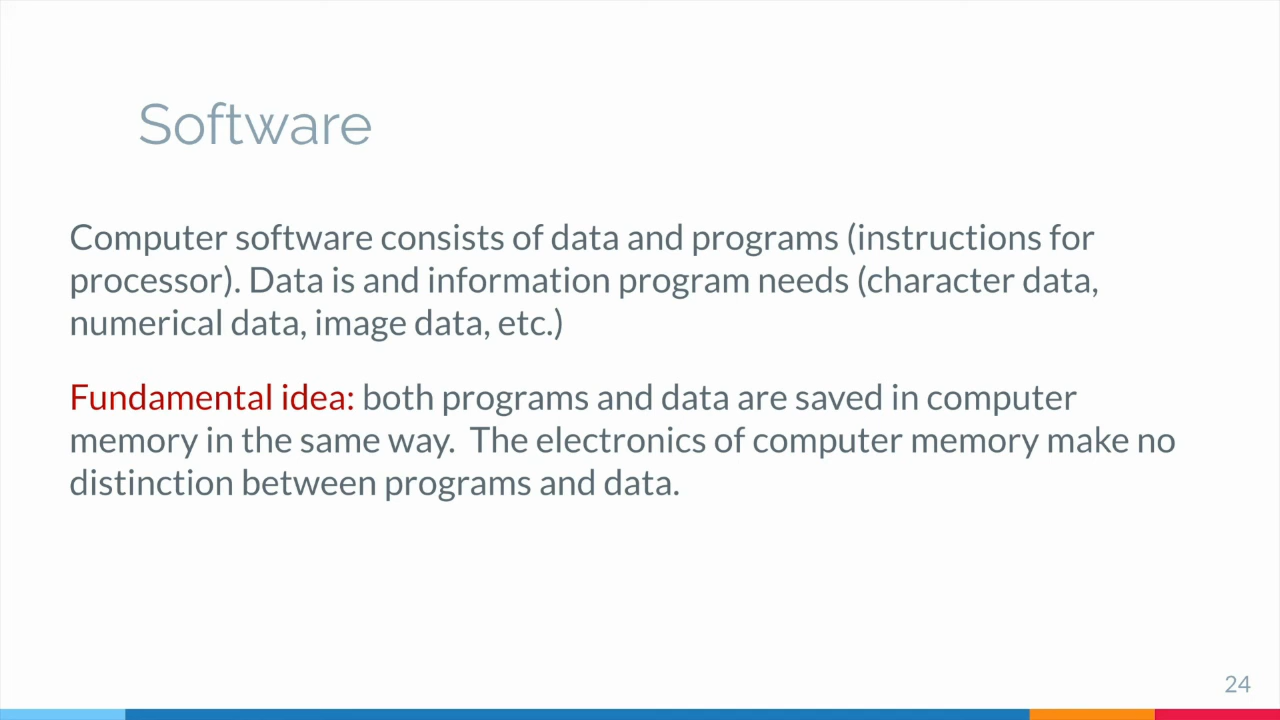 Software
Computer software consists of data and programs (instructions for
processor). Data is and information program needs (character data,
numerical data, image data, etc.)
Fundamental idea: both programs and data are saved in computer
memory in the same way.  The electronics of computer memory make no
distinction between programs and data.
24